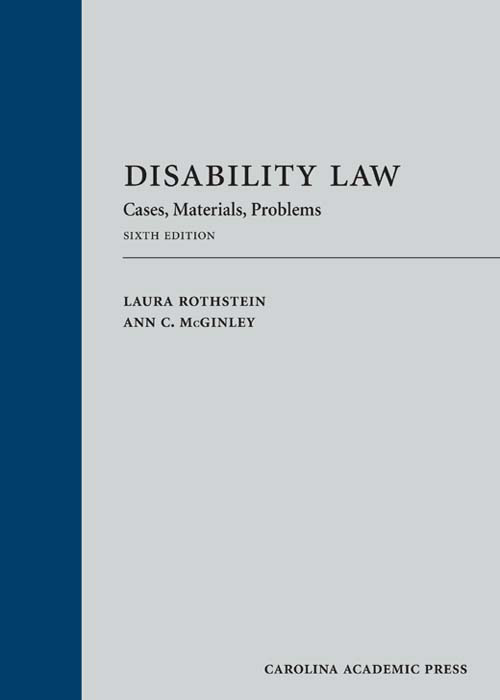 DISABILITY LAW
Cases, Materials, Problems
SIXTH EDITION
LAURA ROTHSTEIN
ANN C. McGINLEY
CAROLINA ACADEMIC PRESS